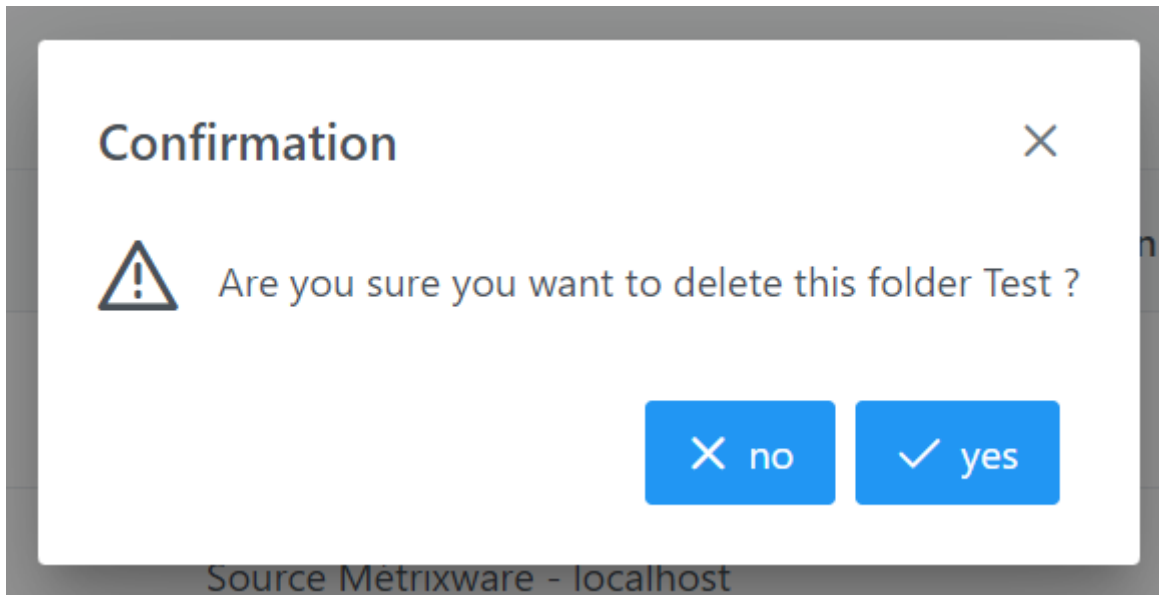 Confirmation
Are you sure you want to delete this folder Test ?
no
yes
Source Métrixware - localhost